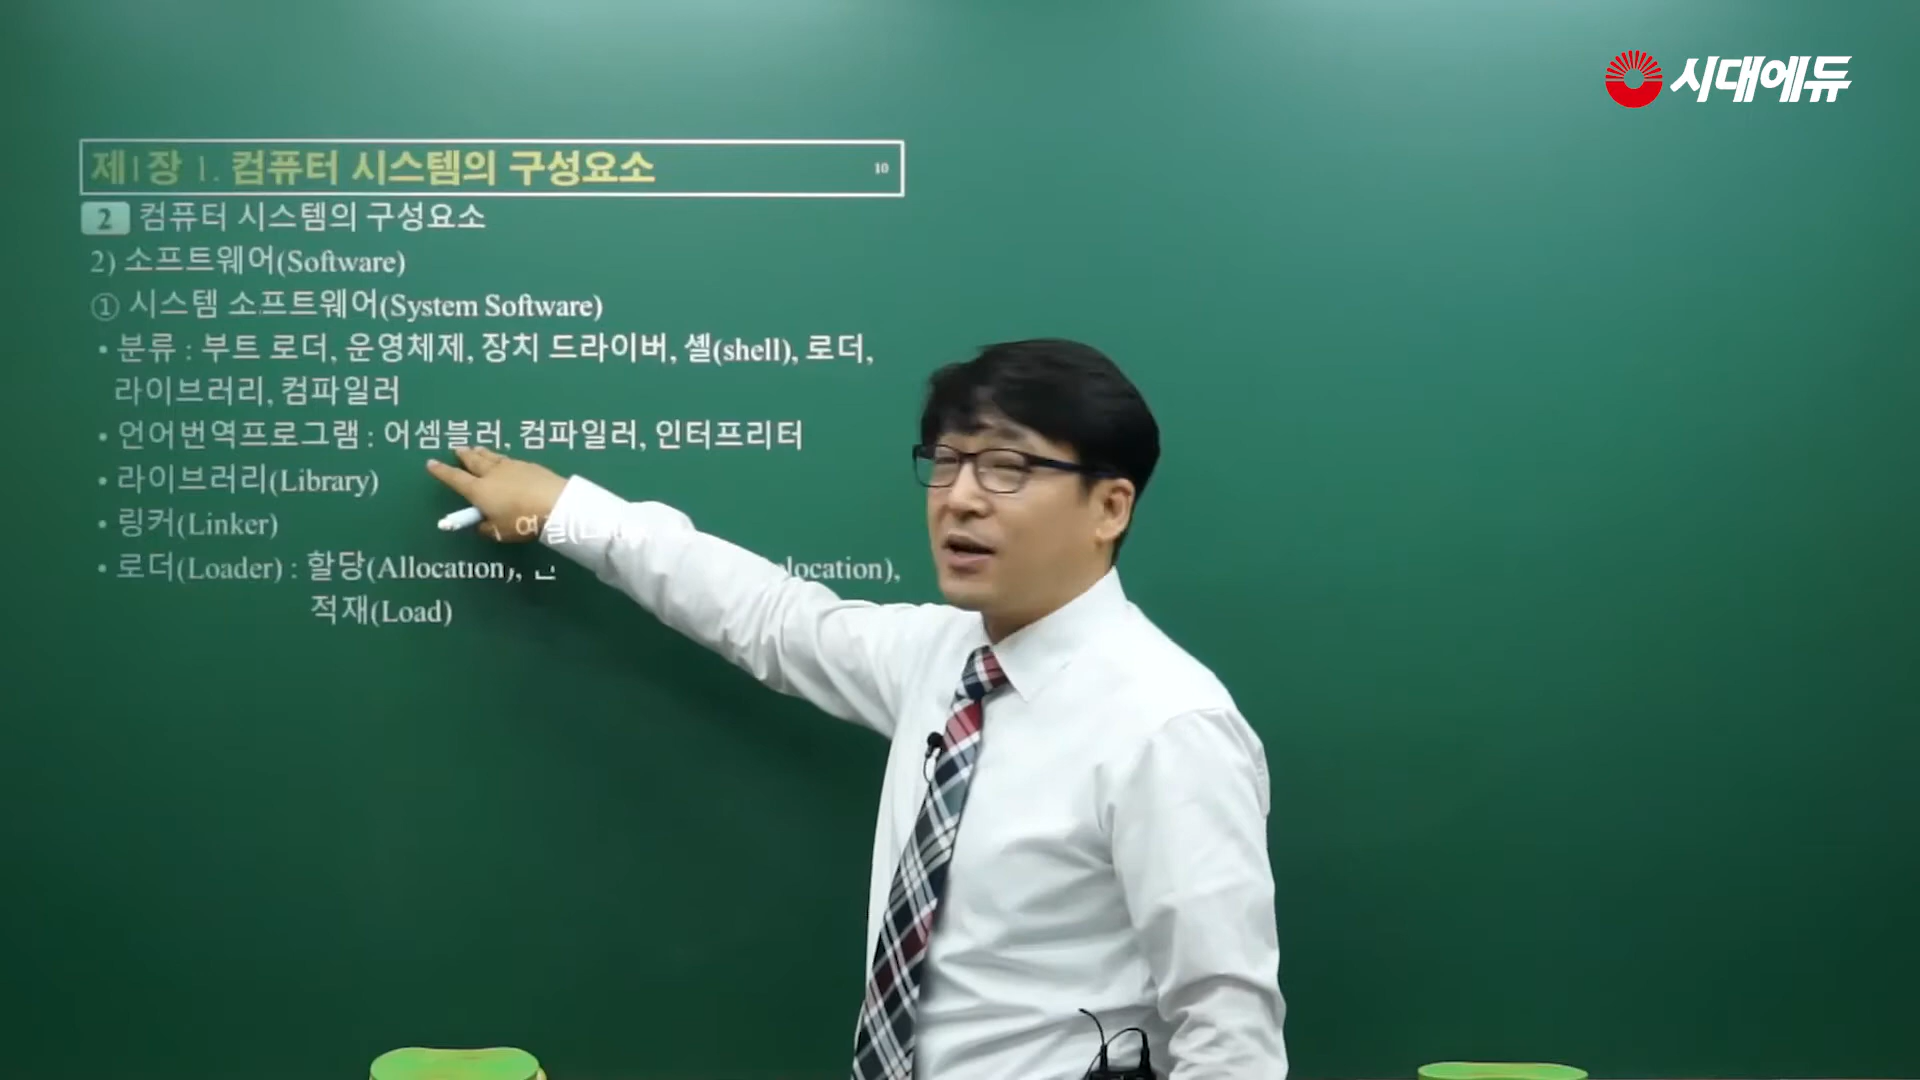 시대에듀
제1장 1. 컴퓨터 시스템의 구성요소
10
2 컴퓨터 시스템의 구성요소
2) 소프트웨어(Software)
① 시스템 소프트웨어(System Software)
• 분류 : 부트 로더, 운영체제, 장치 드라이버, 셸(shell), 로더,
라이브러리, 컴파일러
• 언어번역프로그램 : 어셈블러, 컴파일러, 인터프리터
• 라이브러리(Library)
• 링커(Linker)
• 로더(Loader) : 할당(Allocation),
적재(Load)